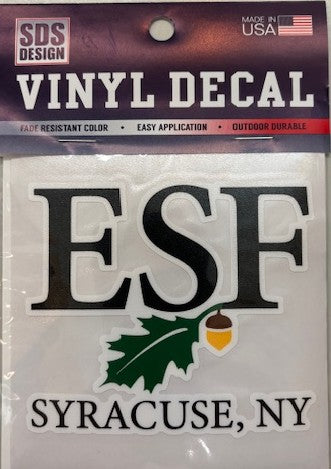 SDS
DESIGN
MADE IN
USA
VINYL DECAL
FADE RESISTANT COLOR • EASY APPLICATION • OUTDOOR DURABLE
ESF
SYRACUSE, NY